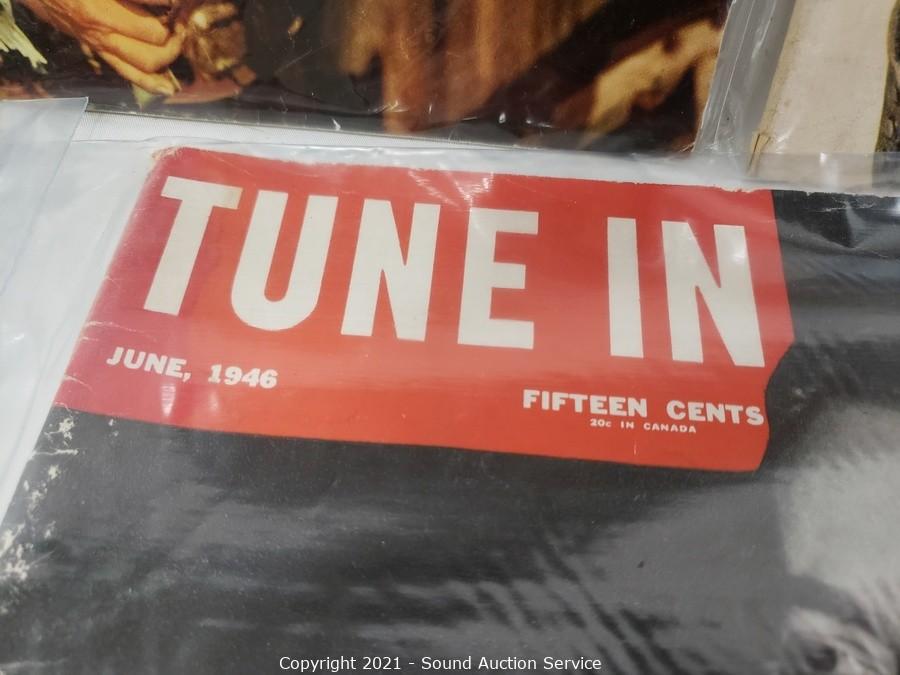 TUNE IN
JUNE, 1946
FIFTEEN CENTS
20c IN CANADA
Copyright 2021 - Sound Auction Service